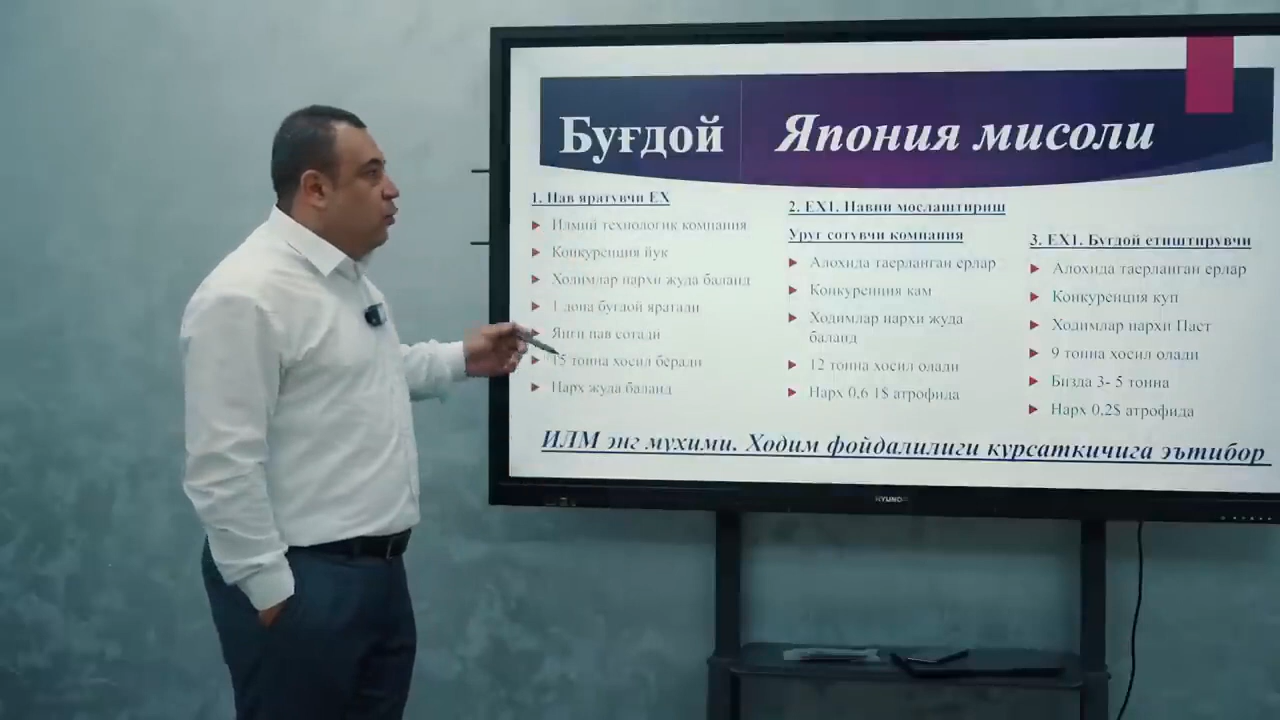 Буғдой
Япония мисоли
1. Нав яратувчи ЕХ
Илмий технологик компания
Конкуренция йук
Ходимлар нархи жуда баланд
1 дона бугдой яратади
Янги нав сотади
15 тонна хосил беради
Нарх жуда баланд
2. ЕХ1. Навни мослаштириш
Уруг сотувчи компания
Алохида таерланган ерлар
Конкуренция кам
Ходимлар нархи жуда
баланд
12 тонна хосил олади
Нарх 0,6 1$ атрофида
3. ЕХ1. Бугдой етиштирувчи
Алохида таерланган ерлар
Конкуренция куп
Ходимлар нархи Паст
9 тонна хосил олади
Бизда 3- 5 тонна
Нарх 0.2$ атрофида
ИЛМ энг мухими. Ходим фойдалилиги курсаткичига эътибор
HYUNDAI